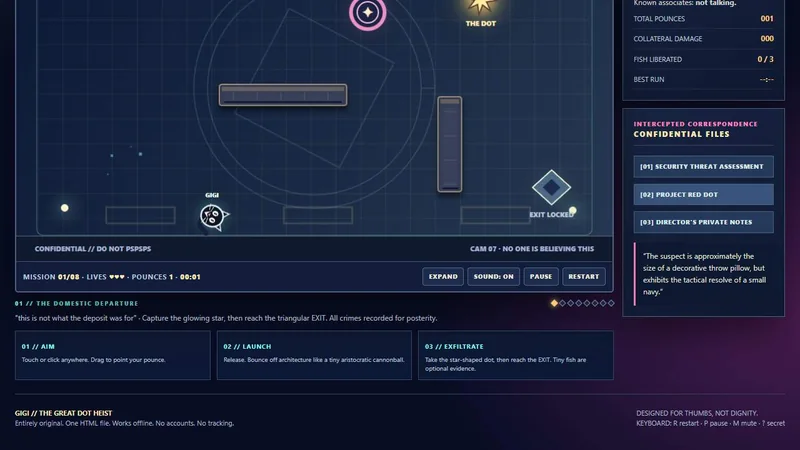 THE DOT
GIGI
EXIT LOCKED
CONFIDENTIAL // DO NOT PSPSPS
CAM 07 · NO ONE IS BELIEVING THIS
MISSION 01/08 · LIVES ♥♥♥ · POUNCES 1 · 00:01
EXPAND
SOUND: ON
PAUSE
RESTART
01 // THE DOMESTIC DEPARTURE
"this is not what the deposit was for" · Capture the glowing star, then reach the triangular EXIT. All crimes recorded for posterity.
01 // AIM
Touch or click anywhere. Drag to point your pounce.
02 // LAUNCH
Release. Bounce off architecture like a tiny aristocratic cannonball.
03 // EXFILTRATE
Take the star-shaped dot, then reach the EXIT. Tiny fish are
optional evidence.
Known associates: not talking.
TOTAL POUNCES 001
COLLATERAL DAMAGE 000
FISH LIBERATED 0 / 3
BEST RUN --:--
INTERCEPTED CORRESPONDENCE
CONFIDENTIAL FILES
[01] SECURITY THREAT ASSESSMENT
[02] PROJECT RED DOT
[03] DIRECTOR'S PRIVATE NOTES
"The suspect is approximately the
size of a decorative throw pillow, but
exhibits the tactical resolve of a small
navy."
GIGI // THE GREAT DOT HEIST
Entirely original. One HTML file. Works offline. No accounts. No tracking.
DESIGNED FOR THUMBS, NOT DIGNITY.
KEYBOARD: R restart · P pause · M mute · ? secret